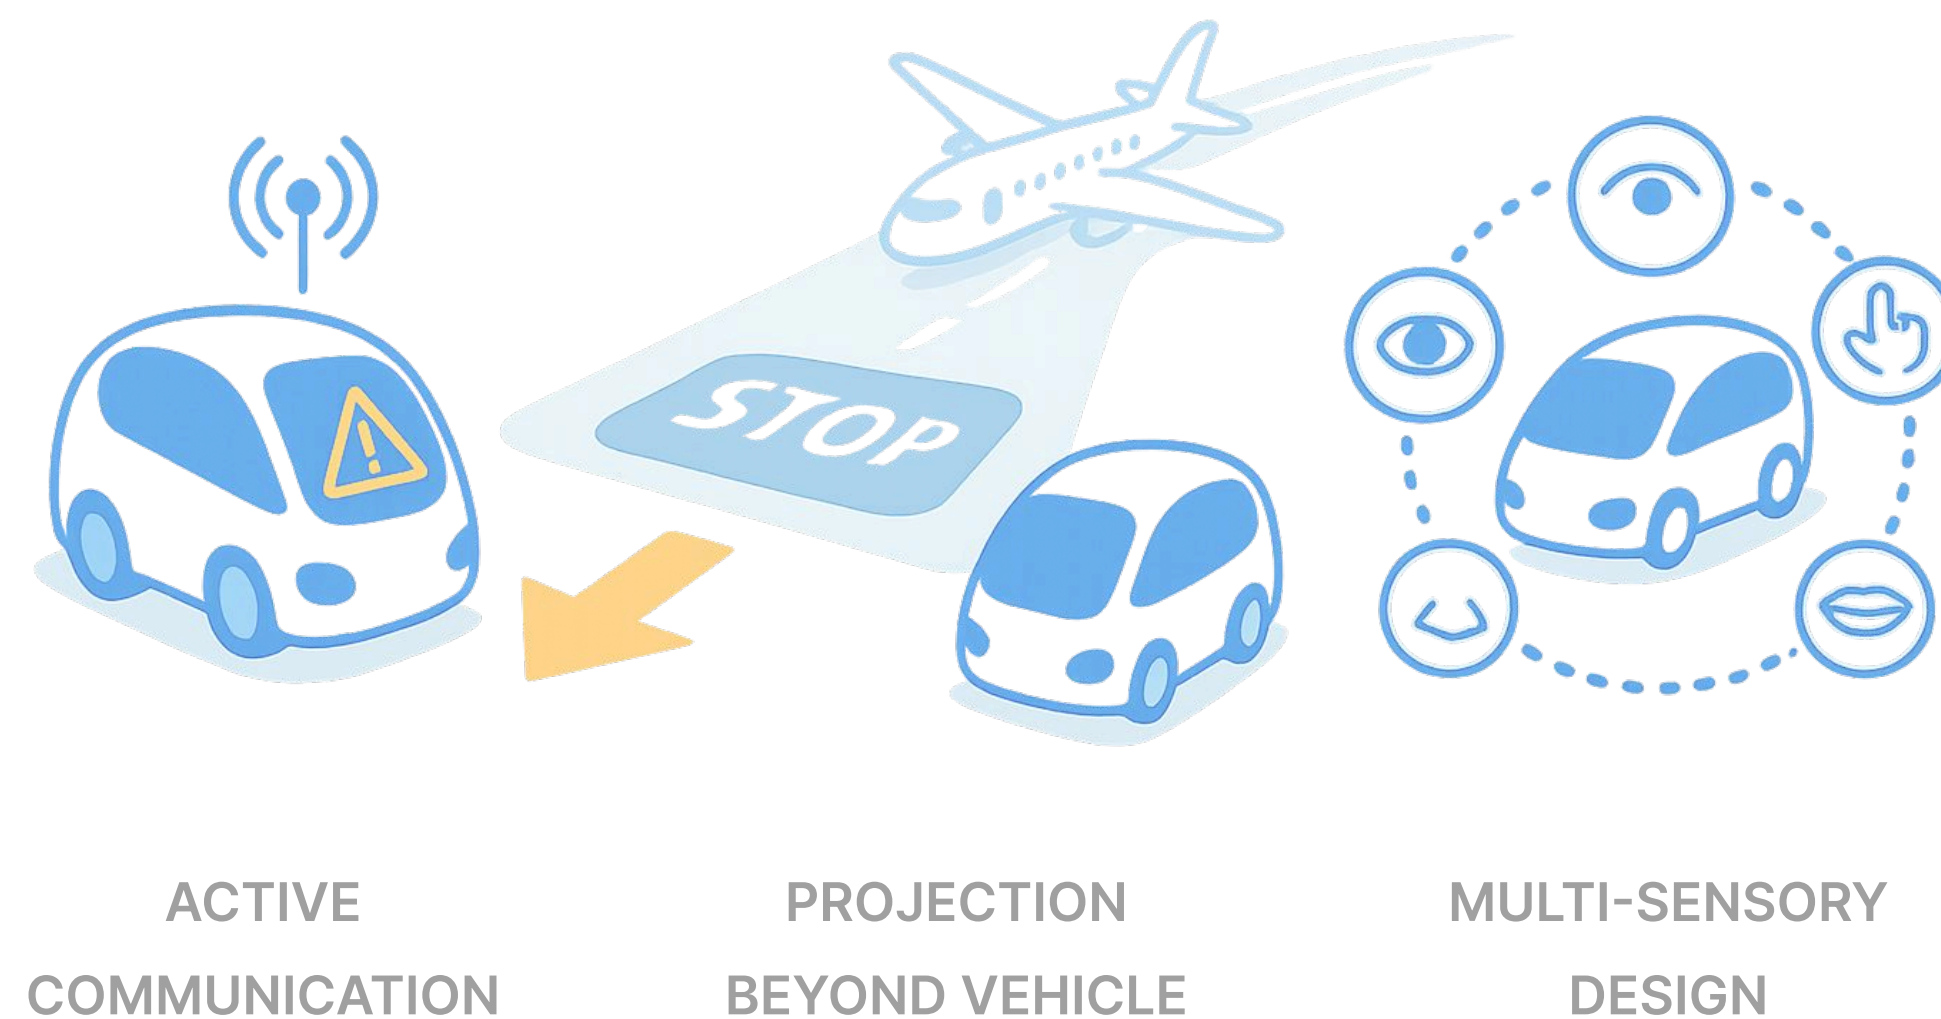 STOP
ACTIVE
COMMUNICATION
PROJECTION
BEYOND VEHICLE
MULTI-SENSORY
DESIGN